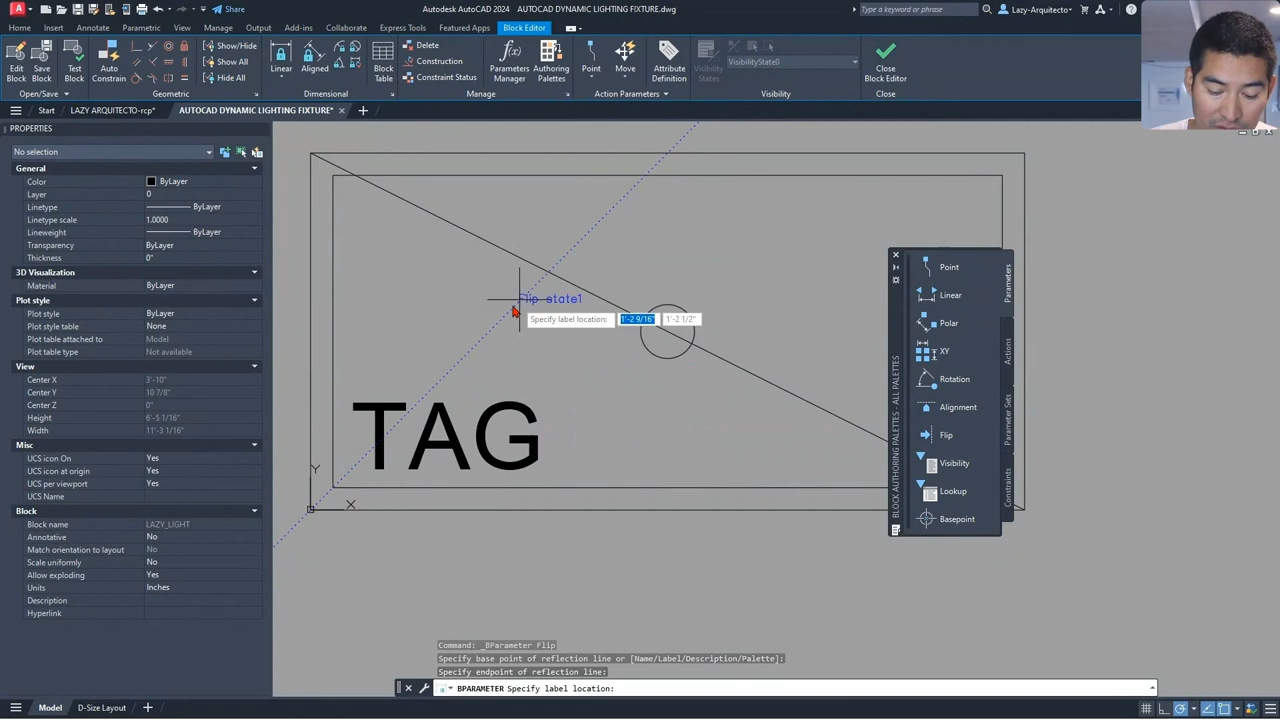 Share
Autodesk AutoCAD 2024 AUTOCAD DYNAMIC LIGHTING FIXTURE.dwg
Type a keyword or phrase
Lazy-Arquitecto
Home Insert Annotate Parametric View Manage Output Add-ins Collaborate Express Tools Featured Apps Block Editor
Edit Block
Save Block
Test Block
Auto Constrain
Show/Hide
Show All
Hide All
Linear
Aligned
Block Table
Delete
Construction
Constraint Status
Parameters Manager
Authoring Palettes
Point
Move
Attribute Definition
Visibility States
VisibilityState0
Close Block Editor
Open/Save Geometric Dimensional Manage Action Parameters Visibility Close
Start LAZY ARQUITECTO-rcp* AUTOCAD DYNAMIC LIGHTING FIXTURE*
PROPERTIES
No selection
General
Color ByLayer
Layer 0
Linetype ByLayer
Linetype scale 1.0000
Lineweight ByLayer
Transparency ByLayer
Thickness 0"
3D Visualization
Material ByLayer
Plot style
Plot style ByLayer
Plot style table None
Plot table attached to Model
Plot table type Not available
View
Center X 3'-10"
Center Y 10 7/8"
Center Z 0"
Height 6'-5 1/16"
Width 11'-3 1/16"
Misc
UCS icon On Yes
UCS icon at origin Yes
UCS per viewport Yes
UCS Name
Block
Block name LAZY_LIGHT
Annotative No
Match orientation to layout No
Scale uniformly No
Allow exploding Yes
Units Inches
Description
Hyperlink
Flip state1
Specify label location: 1'-2 9/16" 1'-2 1/2"
TAG
Y
X
BLOCK AUTHORING PALETTES - ALL PALETTES
Point
Linear
Polar
XY
Rotation
Alignment
Flip
Visibility
Lookup
Basepoint
Parameters
Actions
Parameter Sets
Constraints
Command: _BParameter Flip
Specify base point of reflection line or [Name/Label/Description/Palette]:
Specify endpoint of reflection line:
BPARAMETER Specify label location:
Model D-Size Layout